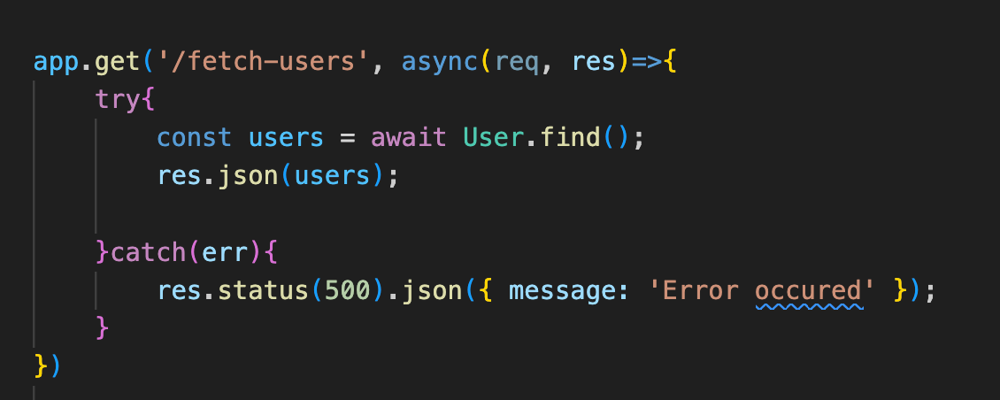 app.get('/fetch-users', async(req, res)=>{
try{
const users = await User.find();
res.json(users);
}catch(err){
res.status(500).json({ message: 'Error occured' });
}
})